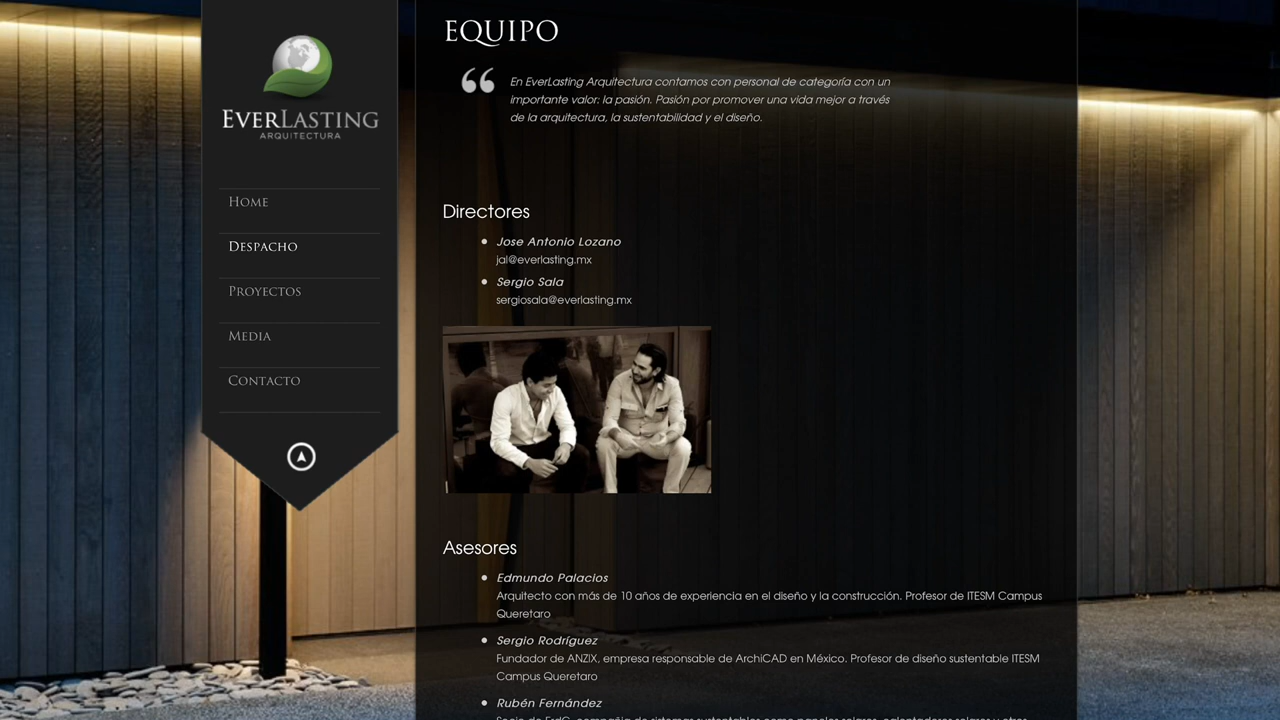 EverLasting
Arquitectura
Home
Despacho
Proyectos
Media
Contacto
EQUIPO
En EverLasting Arquitectura contamos con personal de categoría con un
importante valor: la pasión. Pasión por promover una vida mejor a través
de la arquitectura, la sustentabilidad y el diseño.
Directores
Jose Antonio Lozano
jal@everlasting.mx
Sergio Sala
sergiosala@everlasting.mx
Asesores
Edmundo Palacios
Arquitecto con más de 10 años de experiencia en el diseño y la construcción. Profesor de ITESM Campus
Queretaro
Sergio Rodríguez
Fundador de ANZIX, empresa responsable de ArchiCAD en México. Profesor de diseño sustentable ITESM
Campus Queretaro
Rubén Fernández